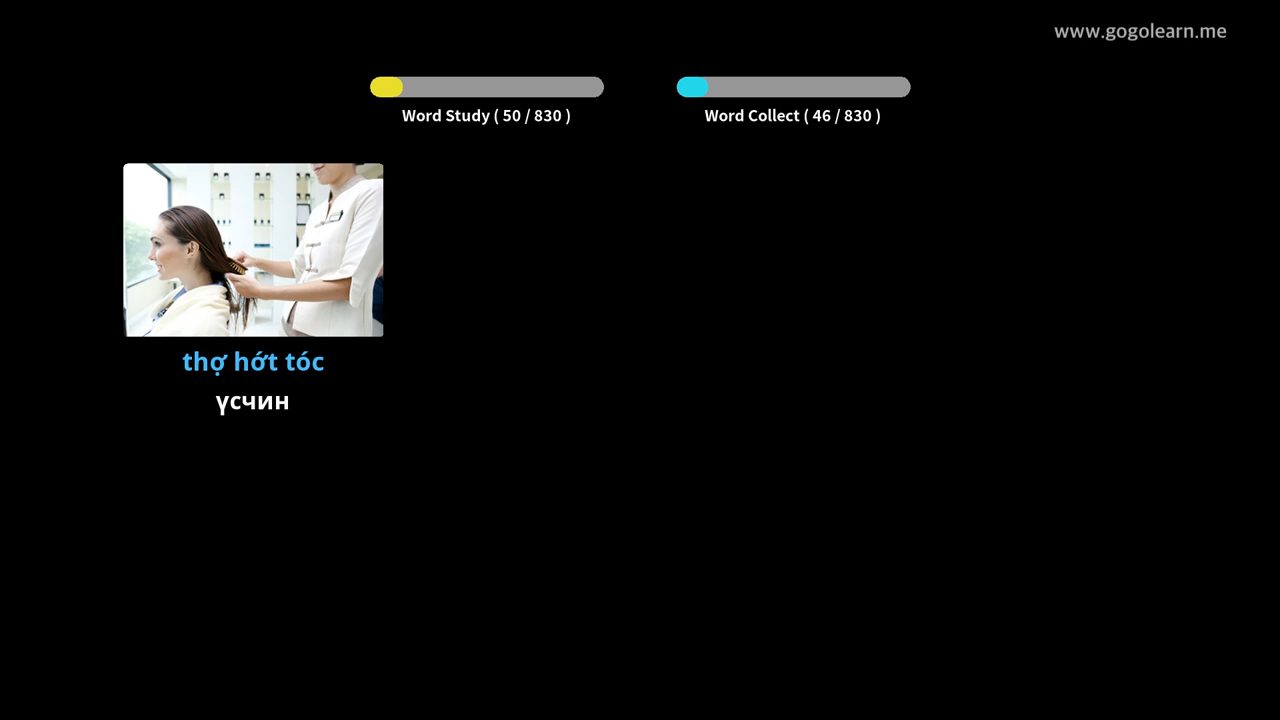 www.gogolearn.me
Word Study ( 50 / 830 )
Word Collect ( 46 / 830 )
thợ hớt tóc
үсчин